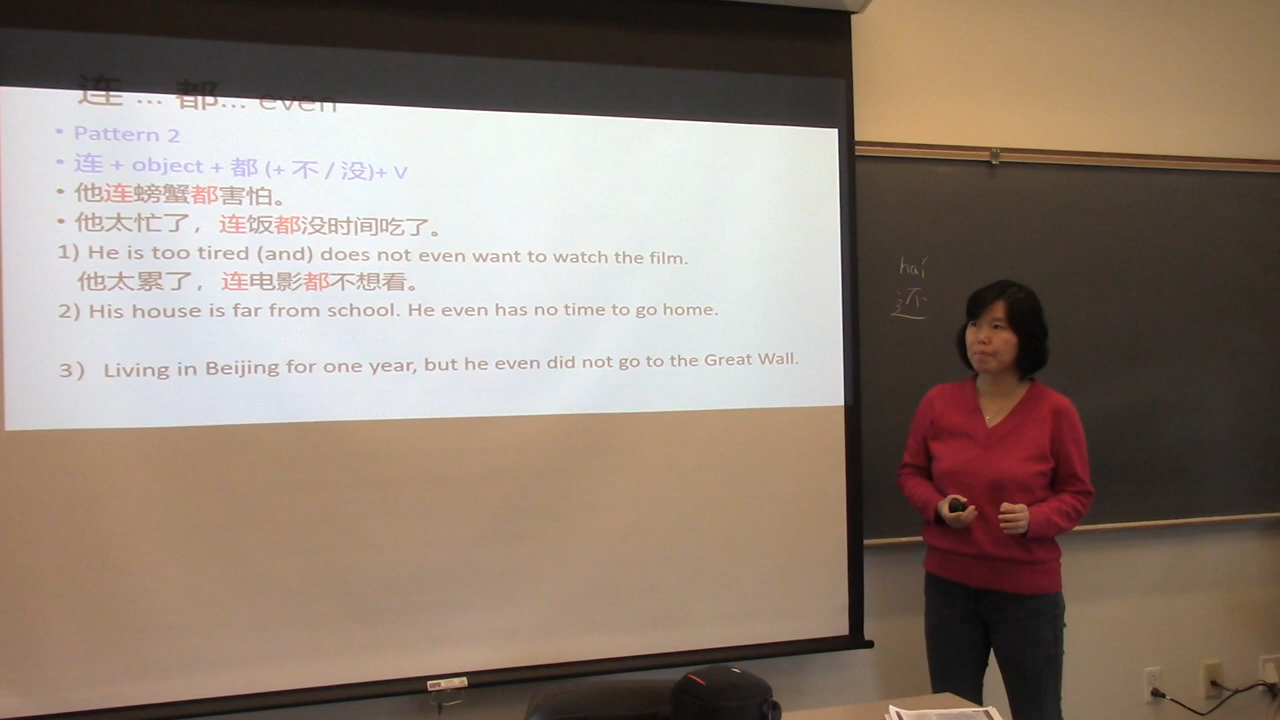 连 ... 都... even
• Pattern 2
• 连 + object + 都 (+ 不 / 没)+ V
• 他连螃蟹都害怕。
• 他太忙了，连饭都没时间吃了。
1) He is too tired (and) does not even want to watch the film.
他太累了，连电影都不想看。
2) His house is far from school. He even has no time to go home.
3） Living in Beijing for one year, but he even did not go to the Great Wall.
hái
还